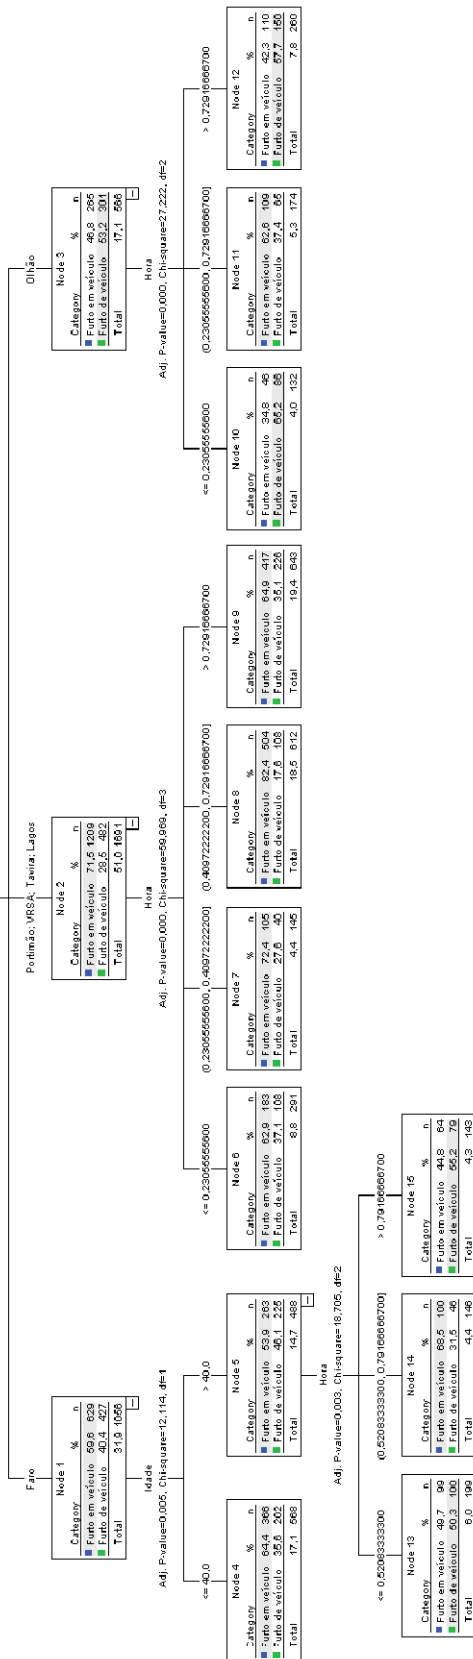 Faro
Node 1
Category % n
Furto em veículo 59,6 629
Furto de veículo 40,4 427
Total 31,9 1056
Idade
Adj. P-value=0,005, Chi-square=12,114, df=1
Portimão; VRSA; Tavira; Lagos
Node 2
Category % n
Furto em veículo 71,5 1209
Furto de veículo 28,5 482
Total 51,0 1691
Hora
Adj. P-value=0,000, Chi-square=59,969, df=3
Olhão
Node 3
Category % n
Furto em veículo 46,8 265
Furto de veículo 53,2 301
Total 17,1 566
Hora
Adj. P-value=0,000, Chi-square=27,222, df=2
<= 40,0
Node 4
Category % n
Furto em veículo 64,4 366
Furto de veículo 35,6 202
Total 17,1 568
> 40,0
Node 5
Category % n
Furto em veículo 53,9 263
Furto de veículo 46,1 225
Total 14,7 488
Hora
Adj. P-value=0,003, Chi-square=18,705, df=2
<= 0,23055555600
Node 6
Category % n
Furto em veículo 62,9 183
Furto de veículo 37,1 108
Total 8,8 291
(0,23055555600, 0,40972222200]
Node 7
Category % n
Furto em veículo 72,4 105
Furto de veículo 27,6 40
Total 4,4 145
(0,40972222200, 0,72916666700]
Node 8
Category % n
Furto em veículo 82,4 504
Furto de veículo 17,6 108
Total 18,5 612
> 0,72916666700
Node 9
Category % n
Furto em veículo 64,9 417
Furto de veículo 35,1 226
Total 19,4 643
<= 0,23055555600
Node 10
Category % n
Furto em veículo 34,8 46
Furto de veículo 65,2 86
Total 4,0 132
(0,23055555600, 0,72916666700]
Node 11
Category % n
Furto em veículo 62,6 109
Furto de veículo 37,4 65
Total 5,3 174
> 0,72916666700
Node 12
Category % n
Furto em veículo 42,3 110
Furto de veículo 57,7 150
Total 7,8 260
<= 0,52083333300
Node 13
Category % n
Furto em veículo 49,7 99
Furto de veículo 50,3 100
Total 6,0 199
(0,52083333300, 0,79166666700]
Node 14
Category % n
Furto em veículo 68,5 100
Furto de veículo 31,5 46
Total 4,4 146
> 0,79166666700
Node 15
Category % n
Furto em veículo 44,8 64
Furto de veículo 55,2 79
Total 4,3 143